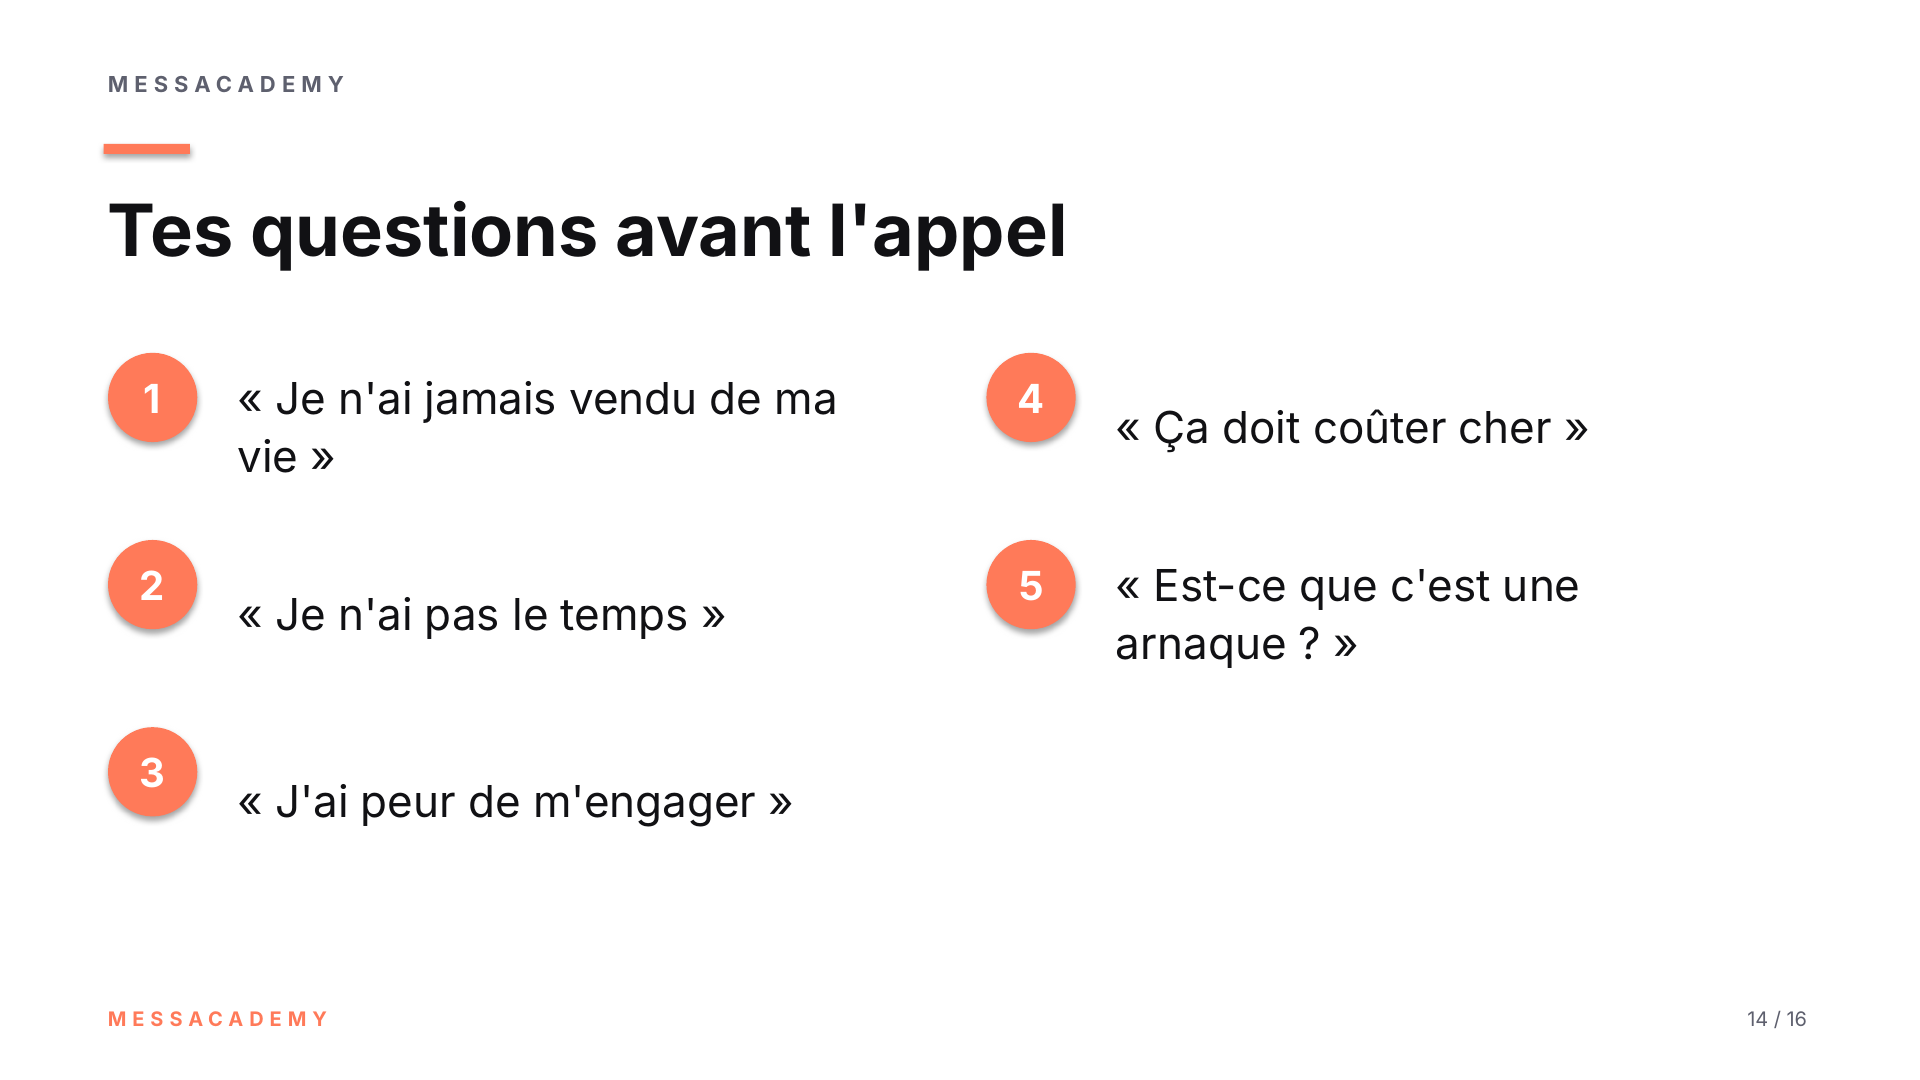 MESSACADEMY
Tes questions avant l'appel
1
« Je n'ai jamais vendu de ma
vie »
2
« Je n'ai pas le temps »
3
« J'ai peur de m'engager »
4
« Ça doit coûter cher »
5
« Est-ce que c'est une
arnaque ? »
MESSACADEMY
14 / 16